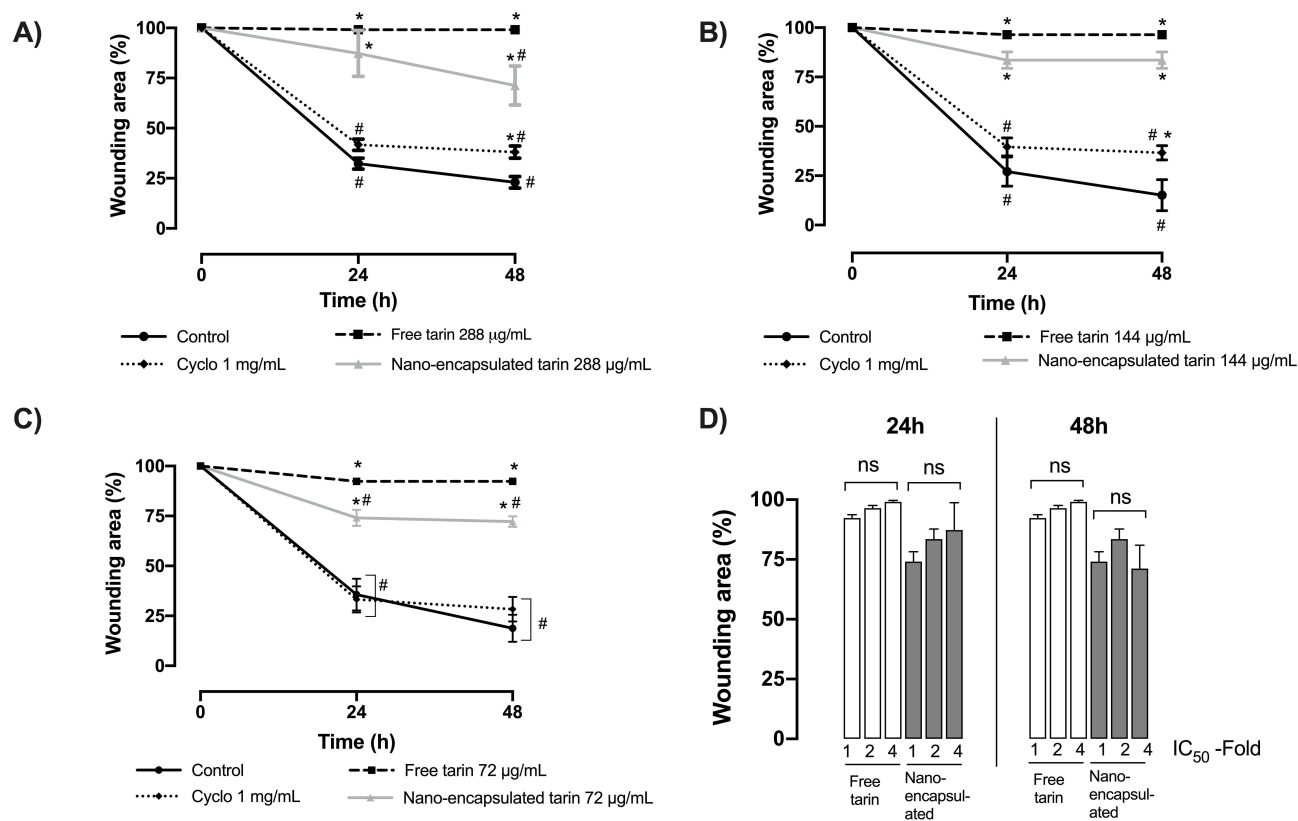 A)
Wounding area (%)
100
75
50
25
0
* *
*
*#
#
*#
#
#
0 24 48
Time (h)
Control
Free tarin 288 µg/mL
Cyclo 1 mg/mL
Nano-encapsulated tarin 288 µg/mL
B)
Wounding area (%)
100
75
50
25
0
* *
* *
#
# *
#
#
0 24 48
Time (h)
Control
Free tarin 144 µg/mL
Cyclo 1 mg/mL
Nano-encapsulated tarin 144 µg/mL
C)
Wounding area (%)
100
75
50
25
0
* *
*# *#
#
#
0 24 48
Time (h)
Control
Free tarin 72 µg/mL
Cyclo 1 mg/mL
Nano-encapsulated tarin 72 µg/mL
D)
24h 48h
Wounding area (%)
100
75
50
25
0
ns ns ns ns
1 2 4 1 2 4 1 2 4 1 2 4 IC50 -Fold
Free
tarin
Nano-
encapsul-
ated
Free
tarin
Nano-
encapsul-
ated